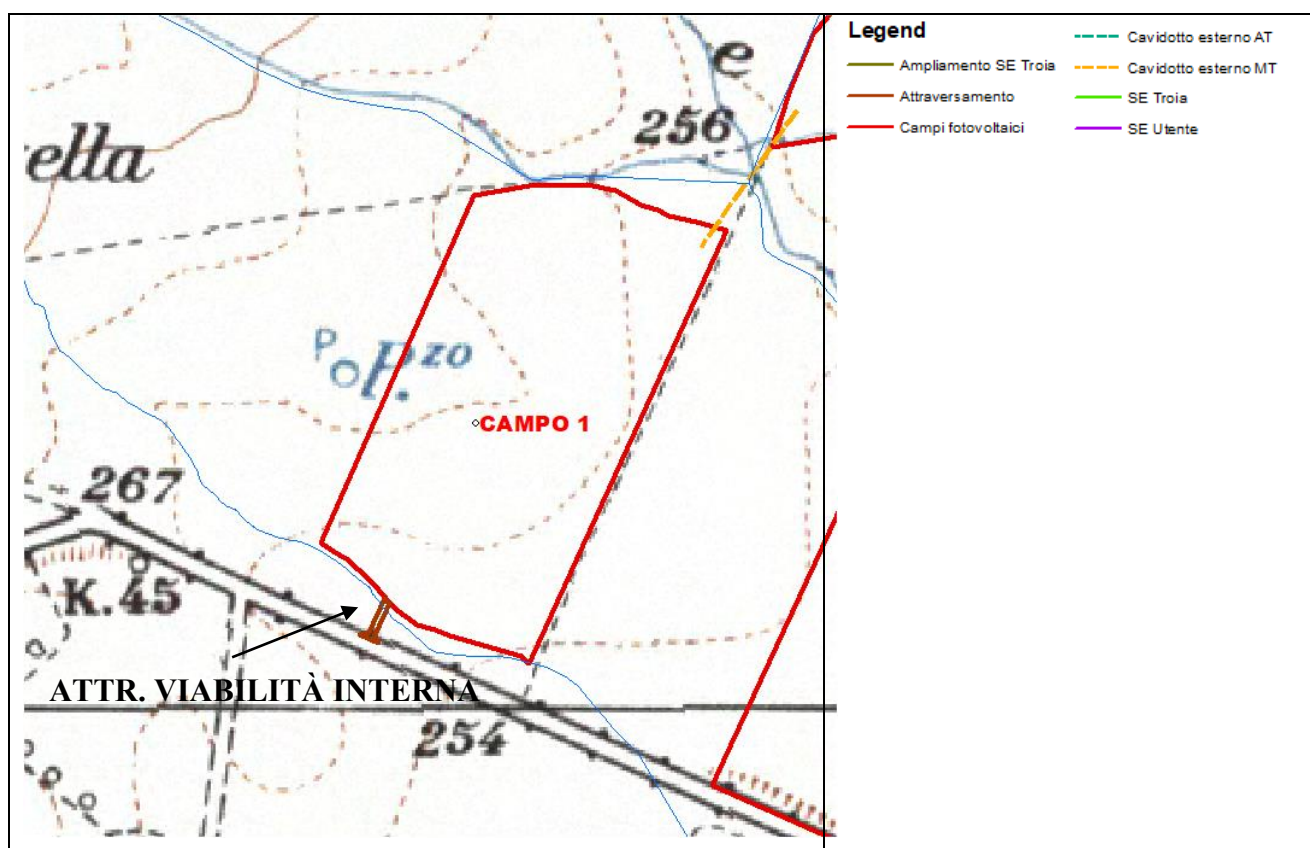 Legend
Ampliamento SE Troia
Attraversamento
Campi fotovoltaici
Cavidotto esterno AT
Cavidotto esterno MT
SE Troia
SE Utente
e
256
etta
P
P.zo
CAMPO 1
267
K.45
ATTR. VIABILITÀ INTERNA
254